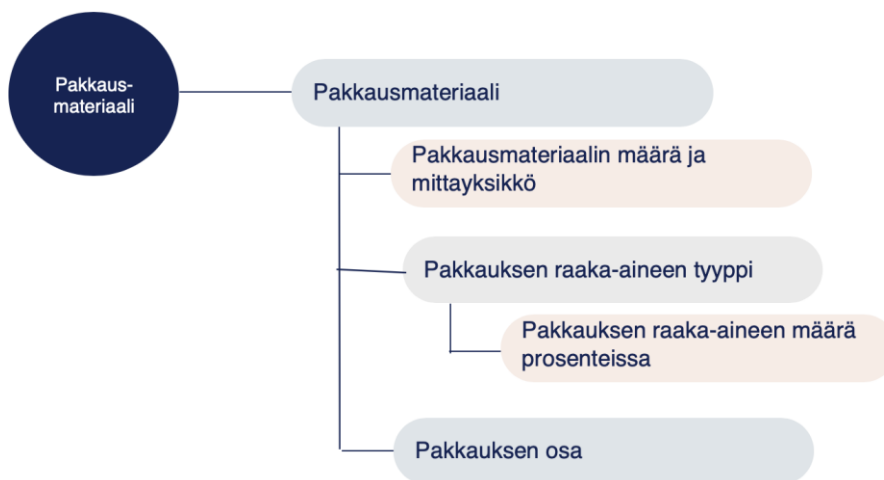 Pakkaus-
materiaali
Pakkausmateriaali
Pakkausmateriaalin määrä ja
mittayksikkö
Pakkauksen raaka-aineen tyyppi
Pakkauksen raaka-aineen määrä
prosenteissa
Pakkauksen osa